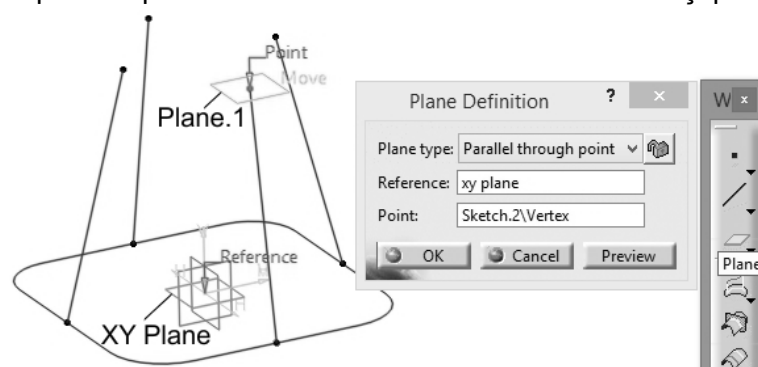 Point
Move
Plane.1
Reference
XY Plane
Plane Definition
?
Plane type: Parallel through point
Reference: xy plane
Point: Sketch.2\Vertex
OK Cancel Preview
W x
Plane